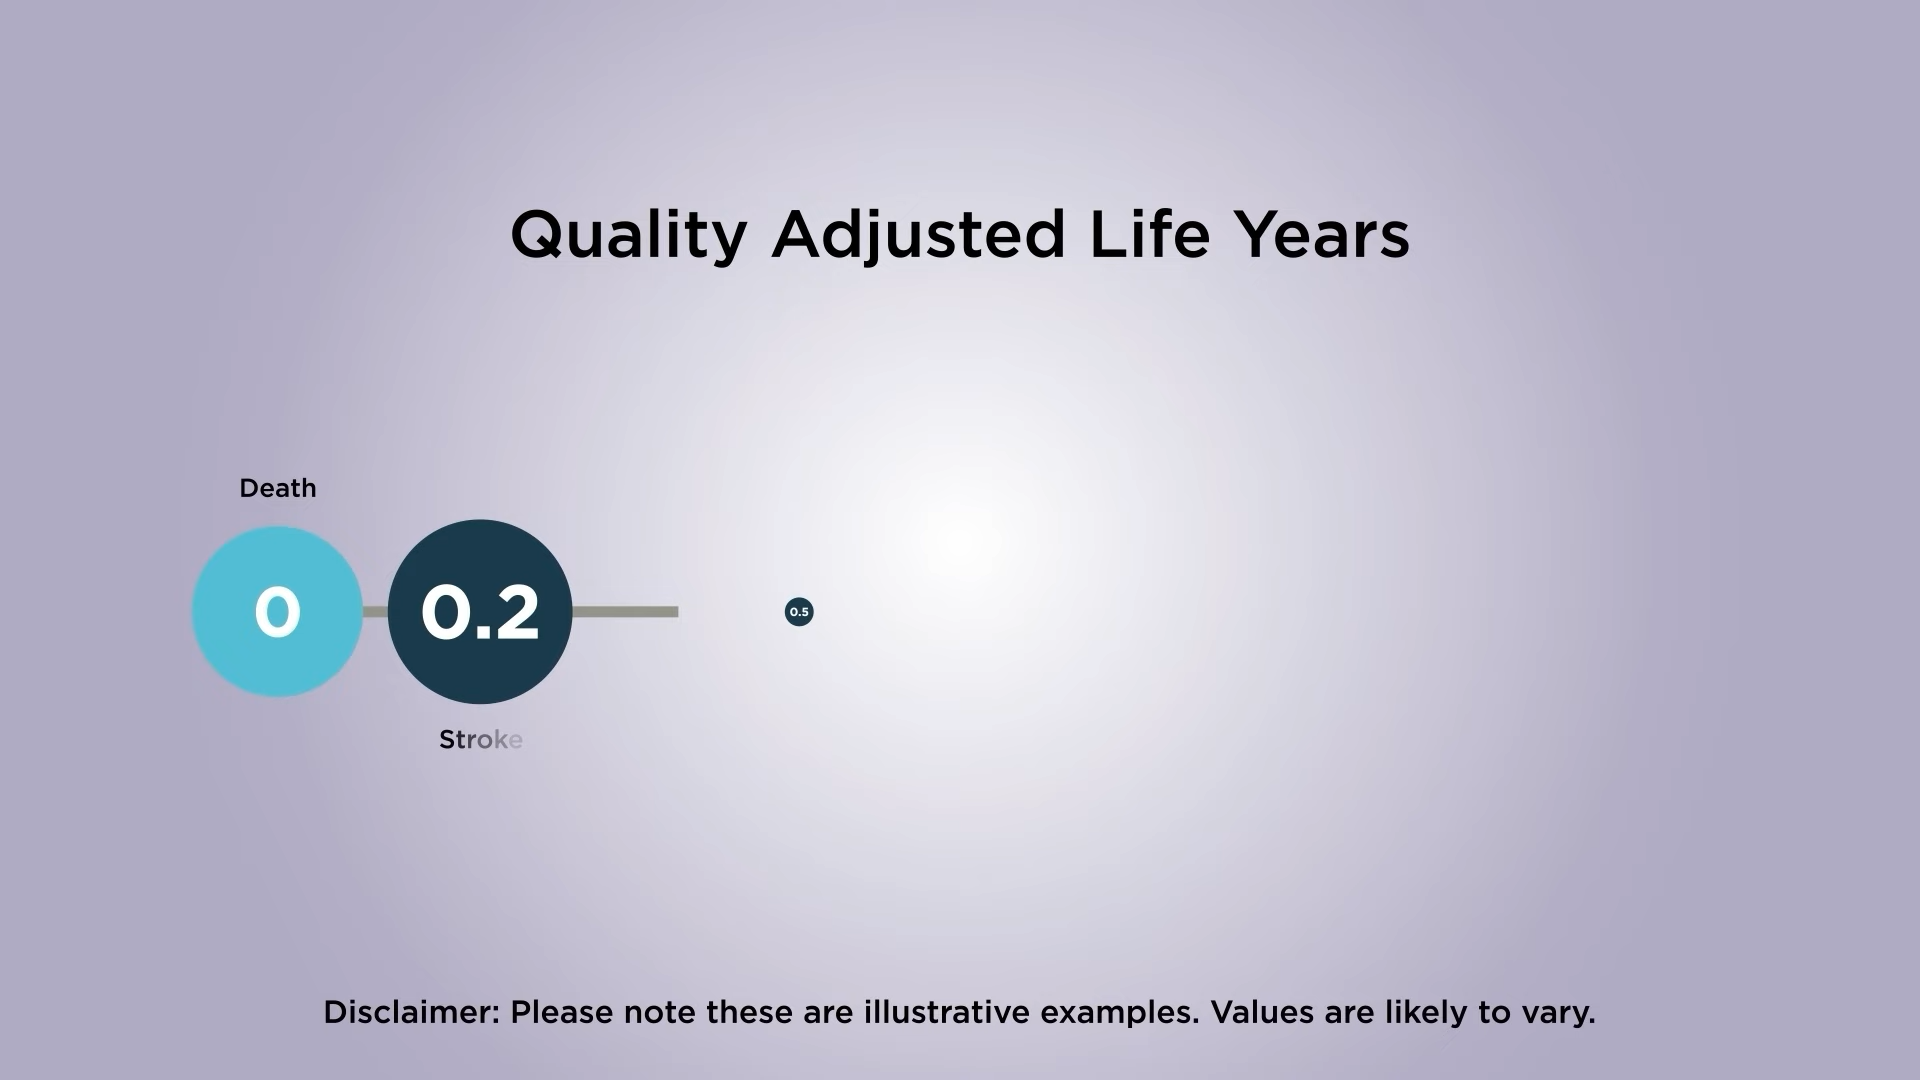 Quality Adjusted Life Years
Death
0
0.2
0.5
Stroke
Disclaimer: Please note these are illustrative examples. Values are likely to vary.